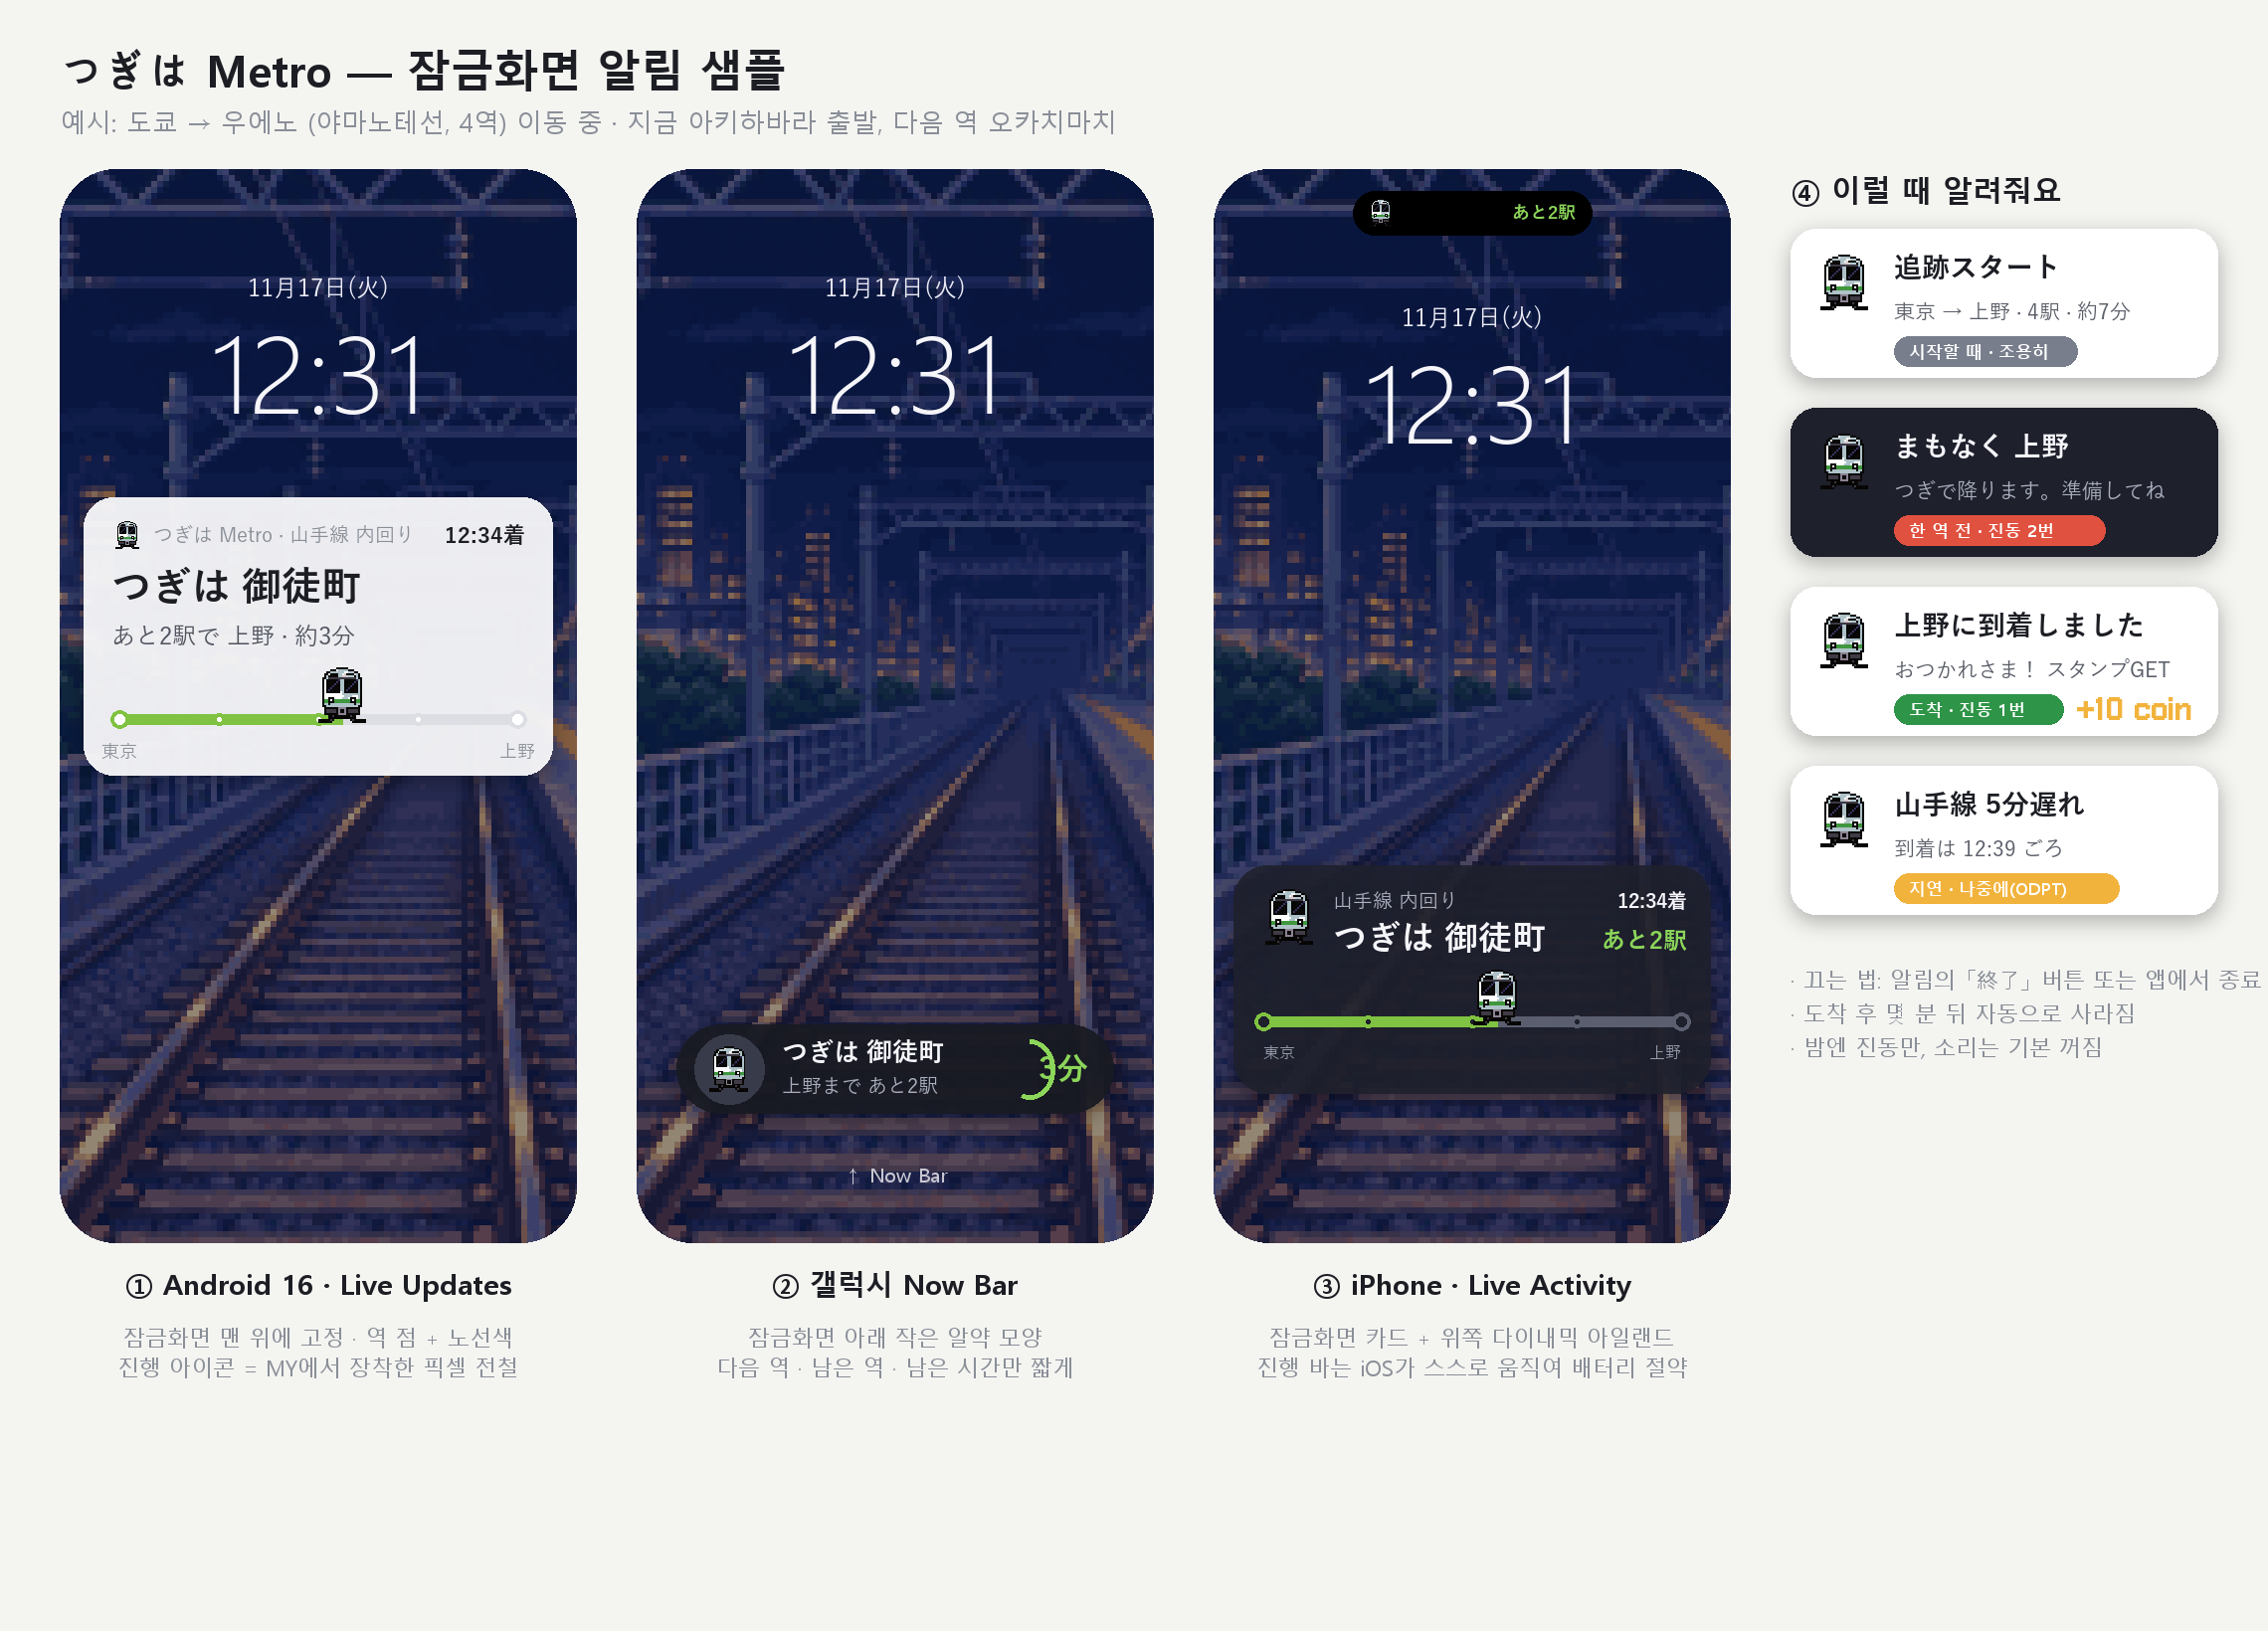 つぎは Metro — 잠금화면 알림 샘플
예시: 도쿄 → 우에노 (야마노테선, 4역) 이동 중 · 지금 아키하바라 출발, 다음 역 오카치마치
11月17日(火)
12:31
つぎは Metro · 山手線 内回り 12:34着
つぎは 御徒町
あと2駅で 上野 · 約3分
東京 上野
① Android 16 · Live Updates
잠금화면 맨 위에 고정 · 역 점 + 노선색
진행 아이콘 = MY에서 장착한 픽셀 전철
11月17日(火)
12:31
つぎは 御徒町
上野まで あと2駅
3分
↑ Now Bar
② 갤럭시 Now Bar
잠금화면 아래 작은 알약 모양
다음 역 · 남은 역 · 남은 시간만 짧게
あと2駅
11月17日(火)
12:31
山手線 内回り 12:34着
つぎは 御徒町 あと2駅
東京 上野
③ iPhone · Live Activity
잠금화면 카드 + 위쪽 다이내믹 아일랜드
진행 바는 iOS가 스스로 움직여 배터리 절약
④ 이럴 때 알려줘요
追跡スタート
東京 → 上野 · 4駅 · 約7分
시작할 때 · 조용히
まもなく 上野
つぎで降ります。準備してね
한 역 전 · 진동 2번
上野に到着しました
おつかれさま! スタンプGET
도착 · 진동 1번 +10 coin
山手線 5分遅れ
到着は 12:39 ごろ
지연 · 나중에(ODPT)
· 끄는 법: 알림의「終了」버튼 또는 앱에서 종료
· 도착 후 몇 분 뒤 자동으로 사라짐
· 밤엔 진동만, 소리는 기본 꺼짐